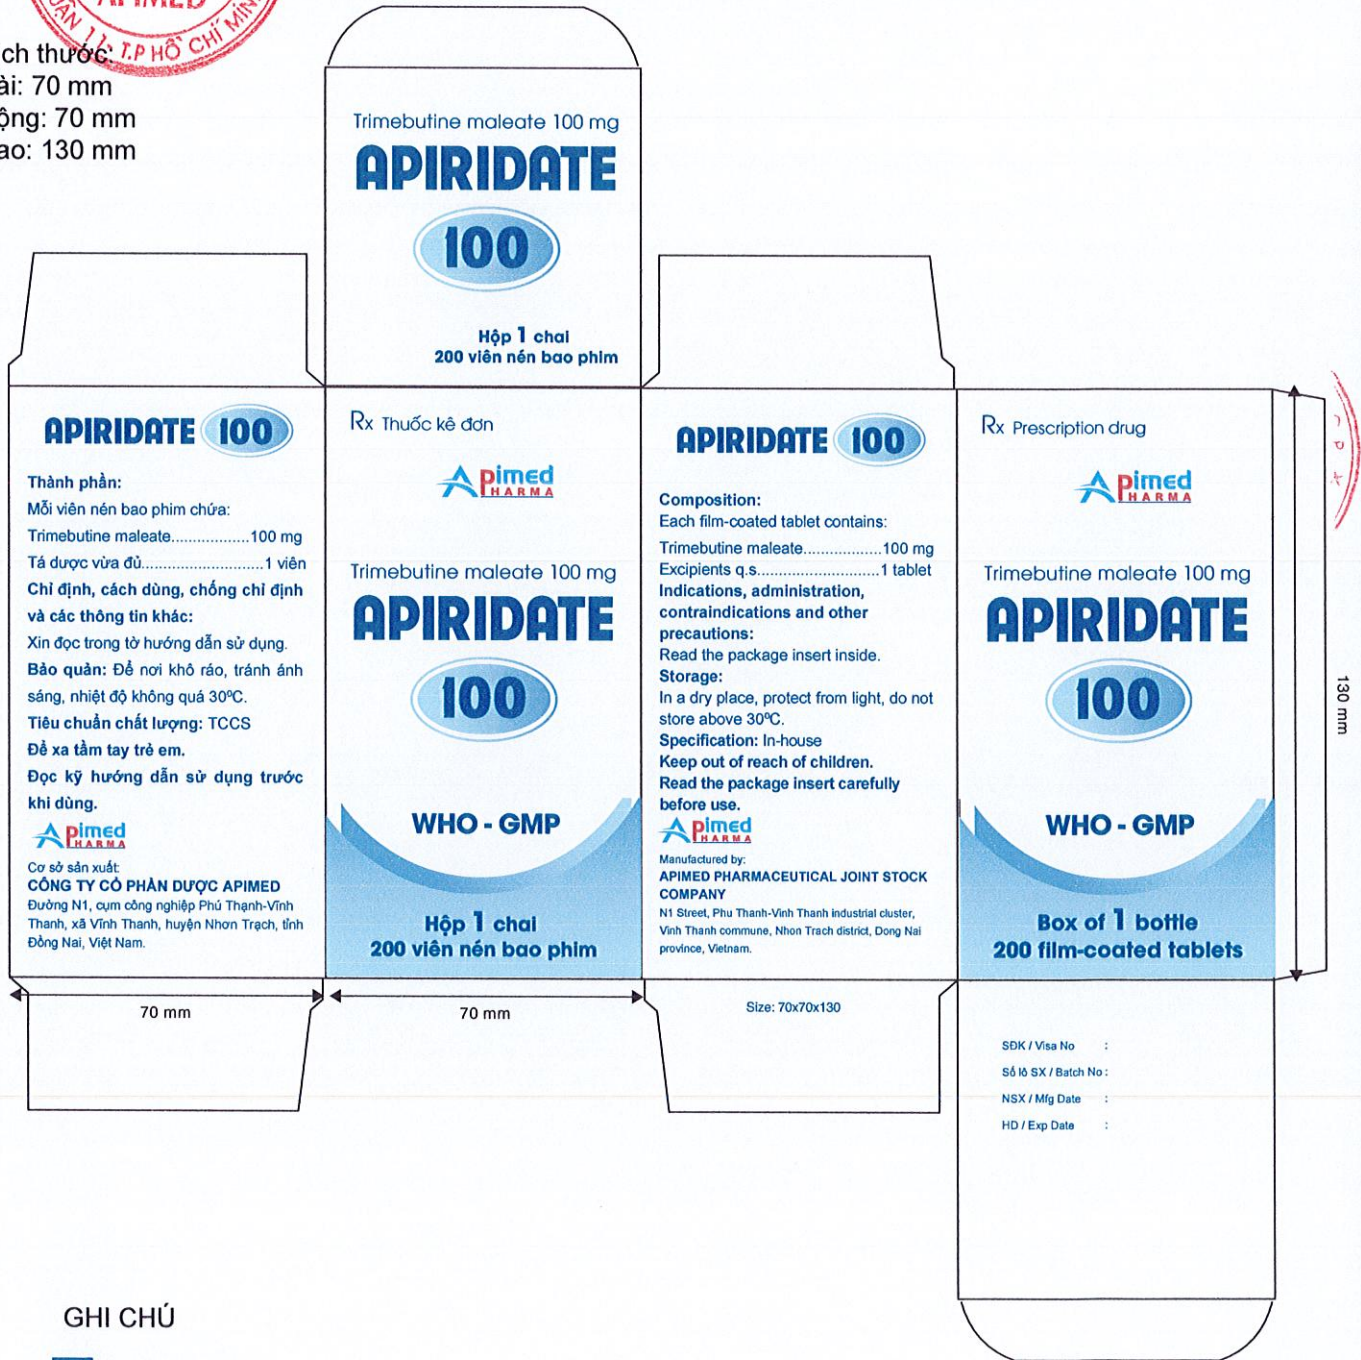 APIMED
T.P HỒ CHÍ MINH
thước:
70 mm
70 mm
130 mm
Trimebutine maleate 100 mg
APIRIDATE
100
Hộp 1 chai
200 viên nén bao phim
APIRIDATE 100
Thành phần:
Mỗi viên nén bao phim chứa:
Trimebutine maleate..................100 mg
Tá dược vừa đủ............................1 viên
Chỉ định, cách dùng, chống chỉ định
và các thông tin khác:
Xin đọc trong tờ hướng dẫn sử dụng.
Bảo quản: Để nơi khô ráo, tránh ánh
sáng, nhiệt độ không quá 30ºC.
Tiêu chuẩn chất lượng: TCCS
Để xa tầm tay trẻ em.
Đọc kỹ hướng dẫn sử dụng trước
khi dùng.
Apimed
PHARMA
Cơ sở sản xuất:
CÔNG TY CỔ PHẦN DƯỢC APIMED
Đường N1, cụm công nghiệp Phú Thạnh-Vĩnh
Thanh, xã Vĩnh Thanh, huyện Nhơn Trạch, tỉnh
Đồng Nai, Việt Nam.
70 mm
Rx Thuốc kê đơn
Apimed
PHARMA
Trimebutine maleate 100 mg
APIRIDATE
100
WHO - GMP
Hộp 1 chai
200 viên nén bao phim
70 mm
APIRIDATE 100
Composition:
Each film-coated tablet contains:
Trimebutine maleate..................100 mg
Excipients q.s............................1 tablet
Indications, administration,
contraindications and other
precautions:
Read the package insert inside.
Storage:
In a dry place, protect from light, do not
store above 30ºC.
Specification: In-house
Keep out of reach of children.
Read the package insert carefully
before use.
Apimed
PHARMA
Manufactured by:
APIMED PHARMACEUTICAL JOINT STOCK
COMPANY
N1 Street, Phu Thanh-Vinh Thanh industrial cluster,
Vinh Thanh commune, Nhon Trach district, Dong Nai
province, Vietnam.
Size: 70x70x130
Rx Prescription drug
Apimed
PHARMA
Trimebutine maleate 100 mg
APIRIDATE
100
WHO - GMP
Box of 1 bottle
200 film-coated tablets
130 mm
SĐK / Visa No :
Số lô SX / Batch No :
NSX / Mfg Date :
HD / Exp Date :
GHI CHÚ